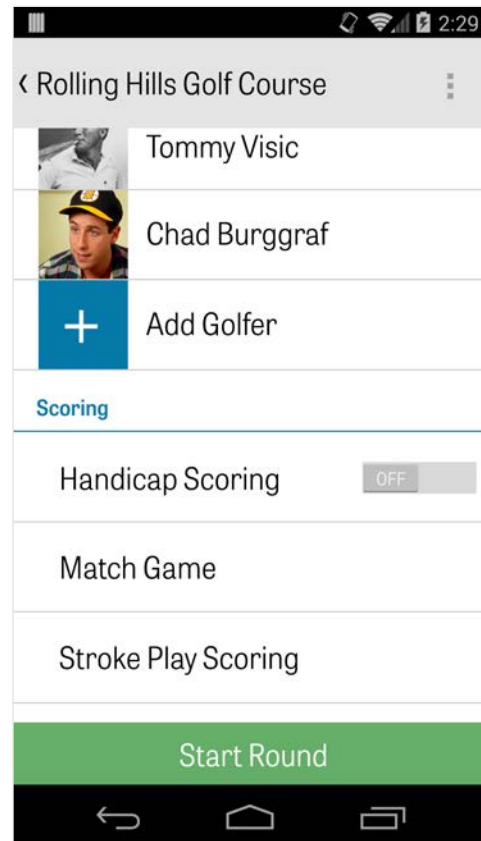 2:29
Rolling Hills Golf Course
Tommy Visic
Chad Burggraf
Add Golfer
Scoring
Handicap Scoring OFF
Match Game
Stroke Play Scoring
Start Round